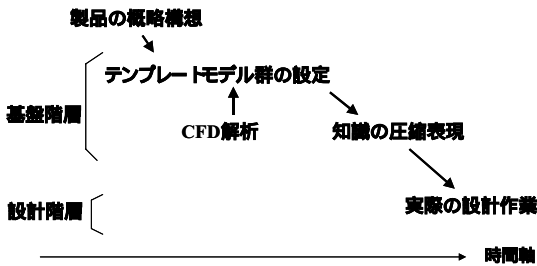 製品の概略構想
テンプレートモデル群の設定
基盤階層
CFD解析
知識の圧縮表現
設計階層
実際の設計作業
時間軸